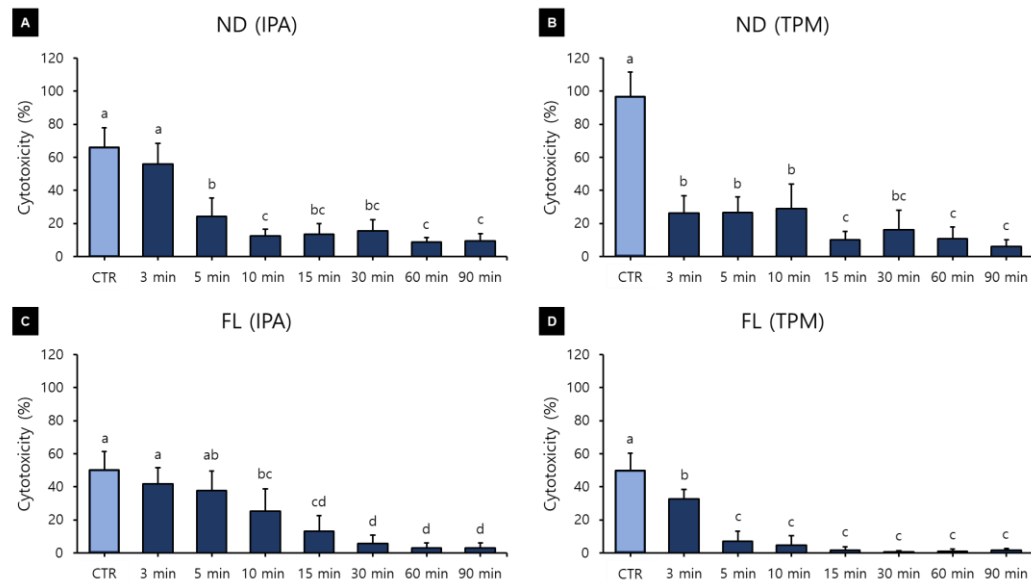 A
ND (IPA)
120
100
80
60
40
20
0
Cytotoxicity (%)
a
a
b
c
bc
bc
c
c
CTR
3 min
5 min
10 min
15 min
30 min
60 min
90 min
B
ND (TPM)
120
100
80
60
40
20
0
Cytotoxicity (%)
a
b
b
b
c
bc
c
c
CTR
3 min
5 min
10 min
15 min
30 min
60 min
90 min
C
FL (IPA)
120
100
80
60
40
20
0
Cytotoxicity (%)
a
a
ab
bc
cd
d
d
d
CTR
3 min
5 min
10 min
15 min
30 min
60 min
90 min
D
FL (TPM)
120
100
80
60
40
20
0
Cytotoxicity (%)
a
b
c
c
c
c
c
c
CTR
3 min
5 min
10 min
15 min
30 min
60 min
90 min